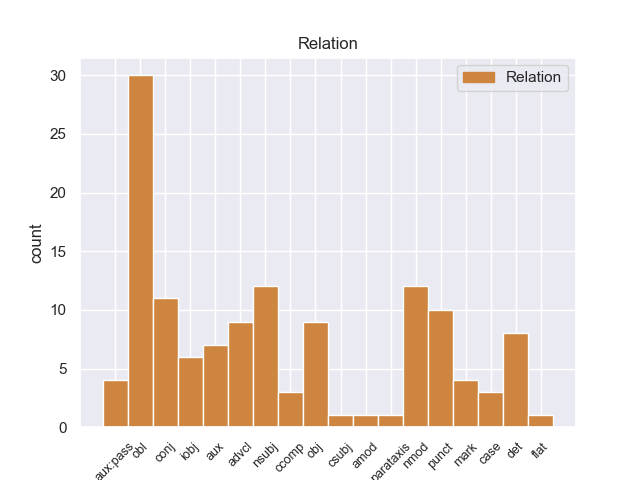 Relation
Relation
count
30
25
20
15
10
5
0
aux:pass
obl
conj
iobj
aux
advcl
nsubj
ccomp
obj
csubj
amod
parataxis
nmod
punct
mark
case
det
flat